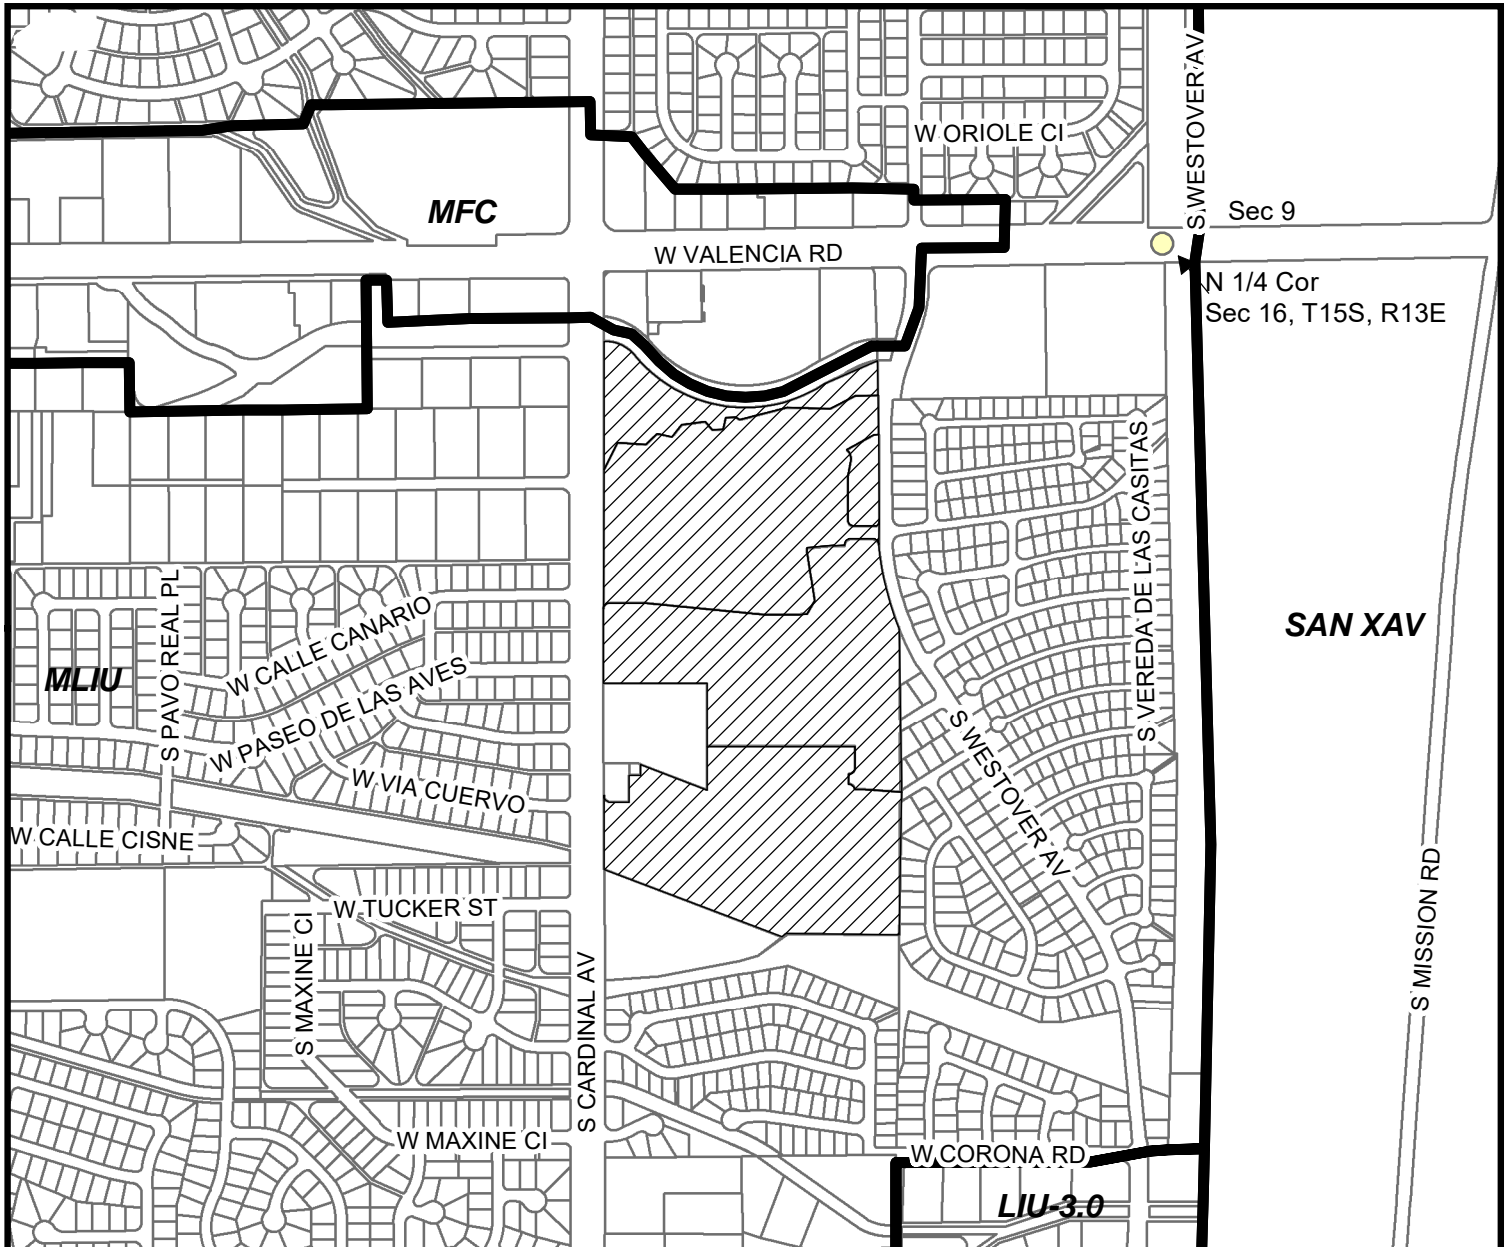 S WESTOVER AV
W ORIOLE CI
MFC
Sec 9
W VALENCIA RD
N 1/4 Cor
Sec 16, T15S, R13E
S VEREDA DE LAS CASITAS
S PAVO REAL PL
W CALLE CANARIO
SAN XAV
MLIU
W PASEO DE LAS AVES
S WESTOVER AV
W VIA CUERVO
W CALLE CISNE
S MISSION RD
W TUCKER ST
S MAXINE CI
S CARDINAL AV
W MAXINE CI
W CORONA RD
LIU-3.0